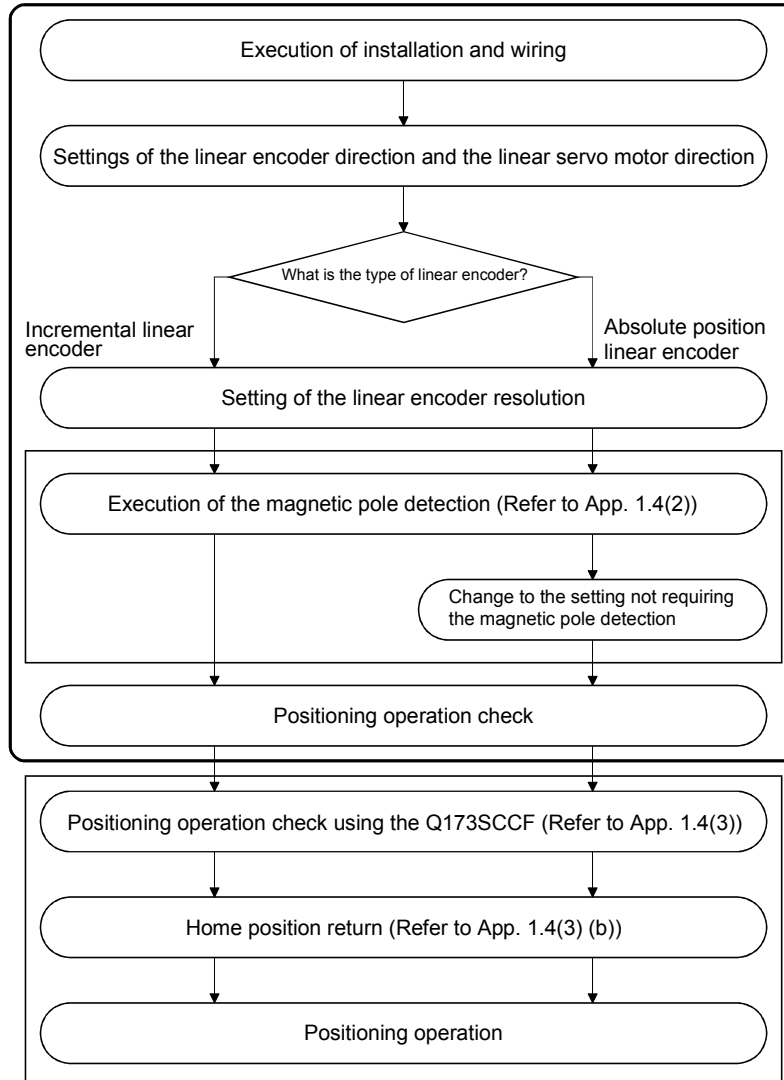 Execution of installation and wiring
Settings of the linear encoder direction and the linear servo motor direction
What is the type of linear encoder?
Incremental linear
encoder
Absolute position
linear encoder
Setting of the linear encoder resolution
Execution of the magnetic pole detection (Refer to App. 1.4(2))
Change to the setting not requiring
the magnetic pole detection
Positioning operation check
Positioning operation check using the Q173SCCF (Refer to App. 1.4(3))
Home position return (Refer to App. 1.4(3) (b))
Positioning operation